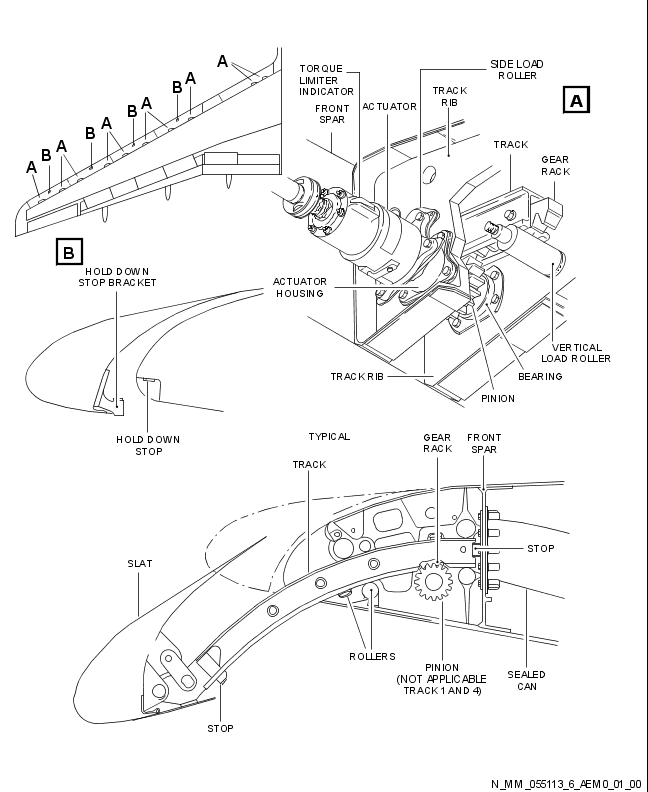 A
B
A
B
A
B
A
B
A
TORQUE
LIMITER
INDICATOR
FRONT
SPAR
ACTUATOR
SIDE LOAD
ROLLER
TRACK
RIB
A
TRACK
GEAR
RACK
ACTUATOR
HOUSING
VERTICAL
LOAD ROLLER
BEARING
PINION
TRACK RIB
B
HOLD DOWN
STOP BRACKET
HOLD DOWN
STOP
TYPICAL
TRACK
GEAR
RACK
FRONT
SPAR
STOP
SLAT
ROLLERS
PINION
(NOT APPLICABLE
TRACK 1 AND 4)
SEALED
CAN
STOP
N_MM_055113_6_AEM0_01_00